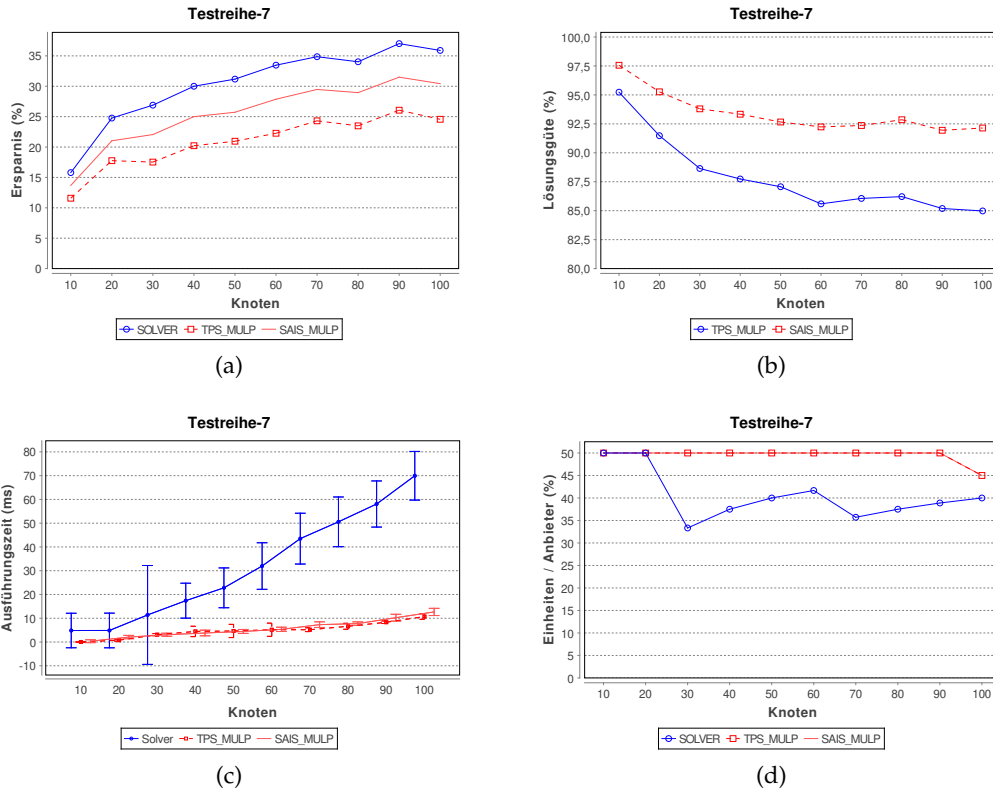 Testreihe-7
Ersparnis (%)
35
30
25
20
15
10
5
0
10 20 30 40 50 60 70 80 90 100
Knoten
SOLVER TPS_MULP SAIS_MULP
(a)
Testreihe-7
Lösungsgüte (%)
100,0
97,5
95,0
92,5
90,0
87,5
85,0
82,5
80,0
10 20 30 40 50 60 70 80 90 100
Knoten
TPS_MULP SAIS_MULP
(b)
Testreihe-7
Ausführungszeit (ms)
80
70
60
50
40
30
20
10
0
-10
10 20 30 40 50 60 70 80 90 100
Knoten
Solver TPS_MULP SAIS_MULP
(c)
Testreihe-7
Einheiten / Anbieter (%)
50
45
40
35
30
25
20
15
10
5
0
10 20 30 40 50 60 70 80 90 100
Knoten
SOLVER TPS_MULP SAIS_MULP
(d)